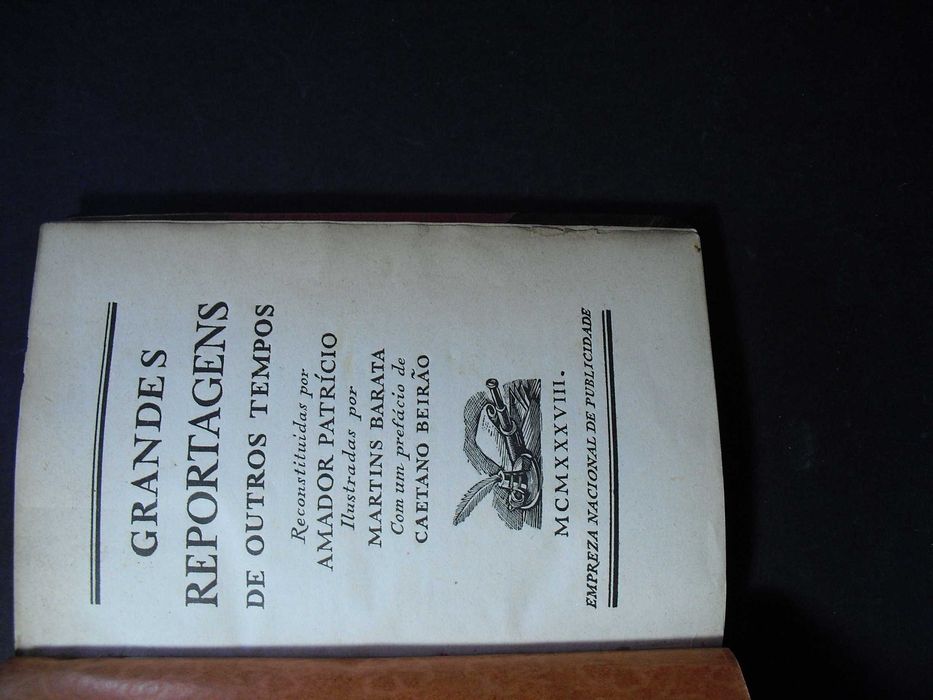 GRANDES
REPORTAGENS
DE OUTROS TEMPOS
Reconstituidas por
AMADOR PATRÍCIO
Ilustradas por
MARTINS BARATA
Com um prefácio de
CAETANO BEIRÃO
MCMXXXVIII.
EMPREZA NACIONAL DE PUBLICIDADE